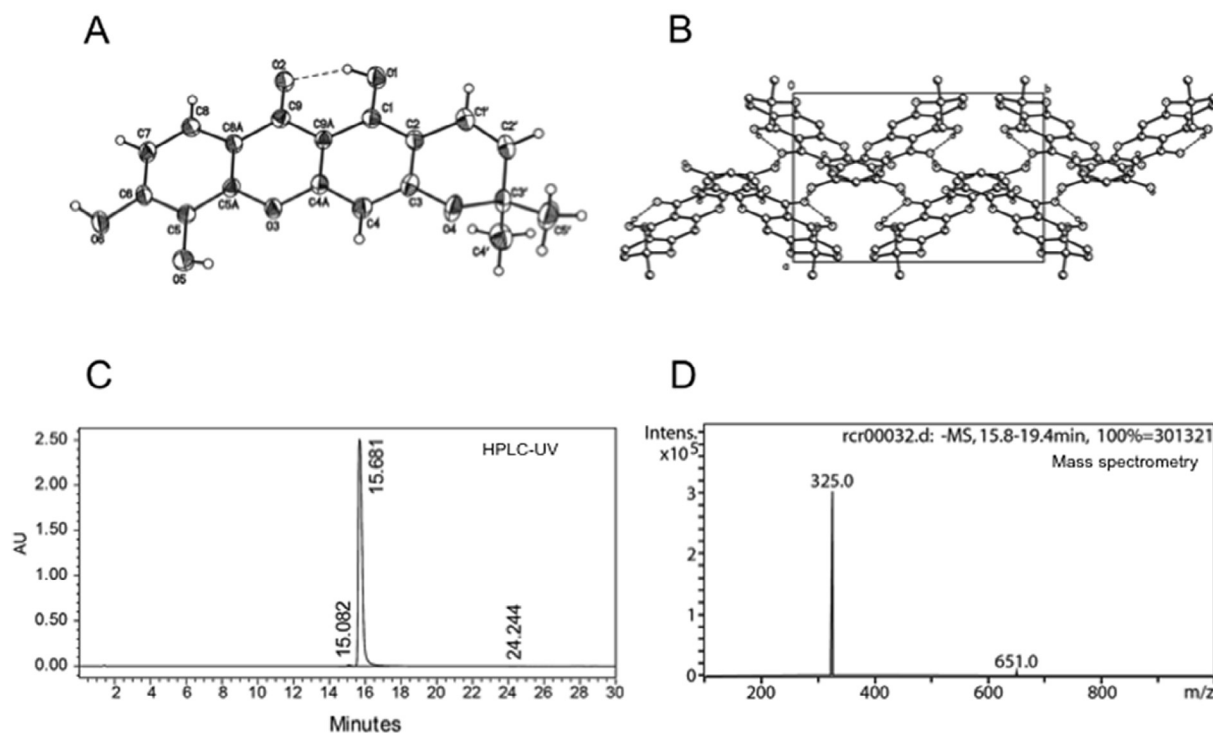 A
O2
O1
C8
C9
C1
C1'
C7
C8A
C9A
C2
C2'
C6
C5A
C4A
C3
C3'
C5
O3
C4
O4
C5'
O6
C4'
O5
B
b
a
C
HPLC-UV
AU
2.50
2.00
1.50
1.00
0.50
0.00
15.082
15.681
24.244
2 4 6 8 10 12 14 16 18 20 22 24 26 28 30
Minutes
D
Intens.
x10⁵
rcr00032.d: -MS, 15.8-19.4min, 100%=301321
Mass spectrometry
325.0
651.0
3
2
1
0
200 400 600 800 m/z